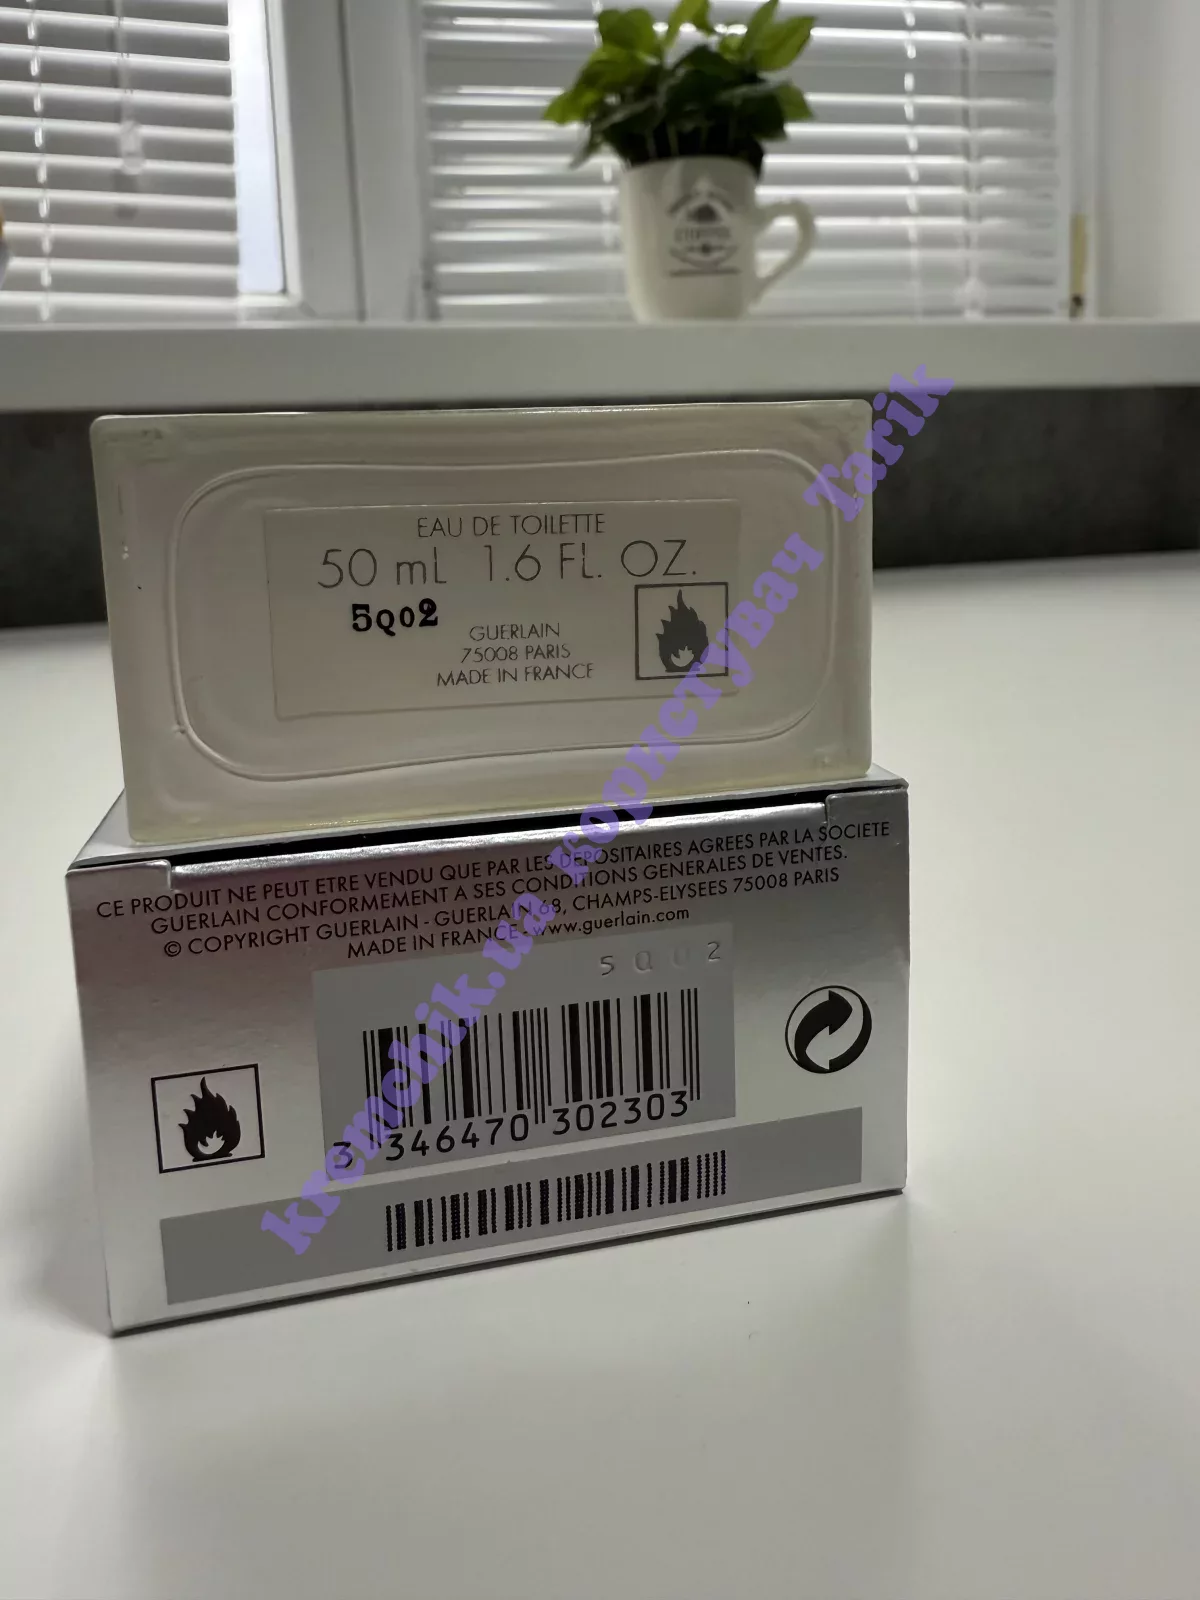 EAU DE TOILETTE
50 mL 1.6 FL. OZ.
5Q02
GUERLAIN
75008 PARIS
MADE IN FRANCE
CE PRODUIT NE PEUT ETRE VENDU QUE PAR LES DEPOSITAIRES AGREES PAR LA SOCIETE
GUERLAIN CONFORMEMENT A SES CONDITIONS GENERALES DE VENTES.
© COPYRIGHT GUERLAIN - GUERLAIN 68, CHAMPS-ELYSEES 75008 PARIS
MADE IN FRANCE - www.guerlain.com
5Q02
3 346470 302303
kremchik.ua користувач Tarik